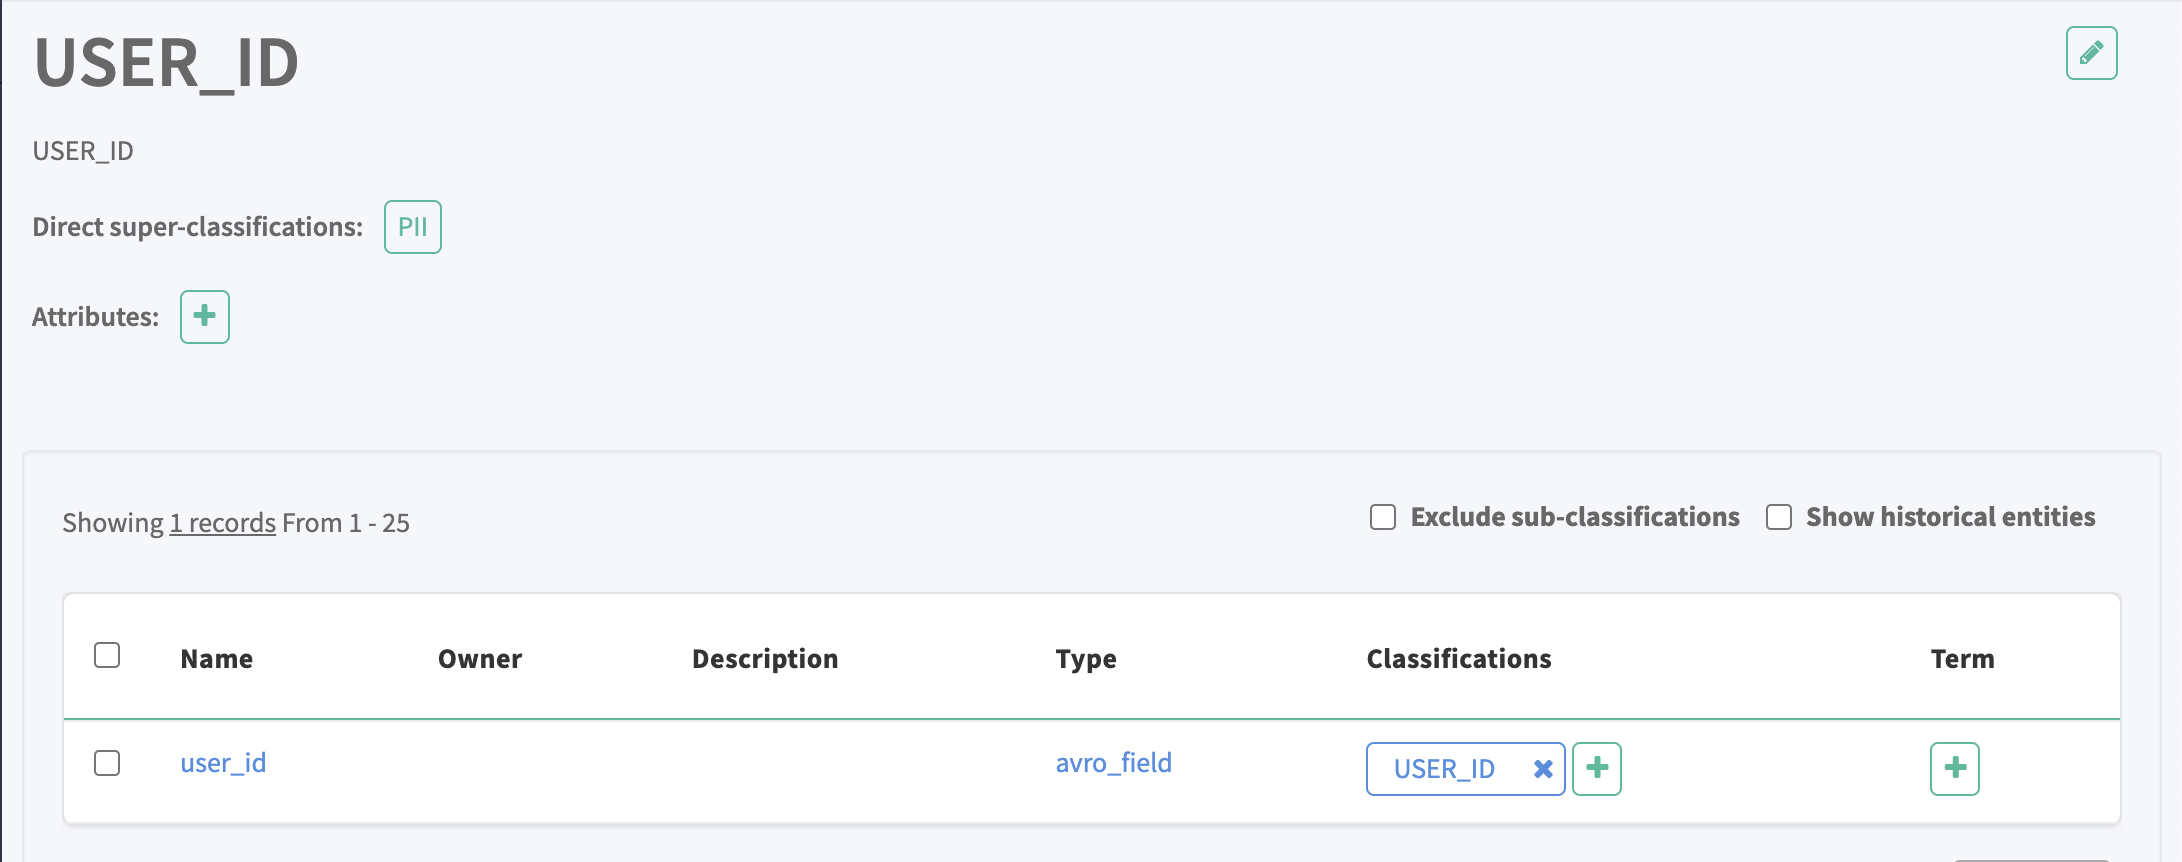 USER_ID
USER_ID
Direct super-classifications: PII
Attributes:
Showing 1 records From 1 - 25
Exclude sub-classifications Show historical entities
Name Owner Description Type Classifications Term
user_id avro_field USER_ID